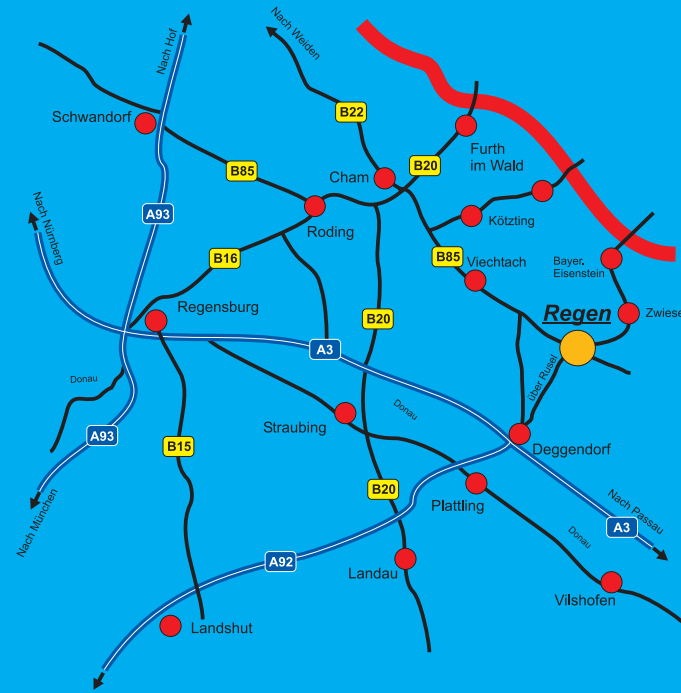 Nach Hof
Nach Weiden
Schwandorf
B22
Furth
im Wald
B20
B85
Cham
A93
Nach Nürnberg
Roding
Kötzting
B16
B85
Viechtach
Bayer.
Eisenstein
Regensburg
B20
Regen
Zwiese
A3
über Rusel
Donau
Donau
Straubing
A93
B15
Deggendorf
B20
Plattling
Nach München
Nach Passau
A3
Donau
A92
Landau
Vilshofen
Landshut